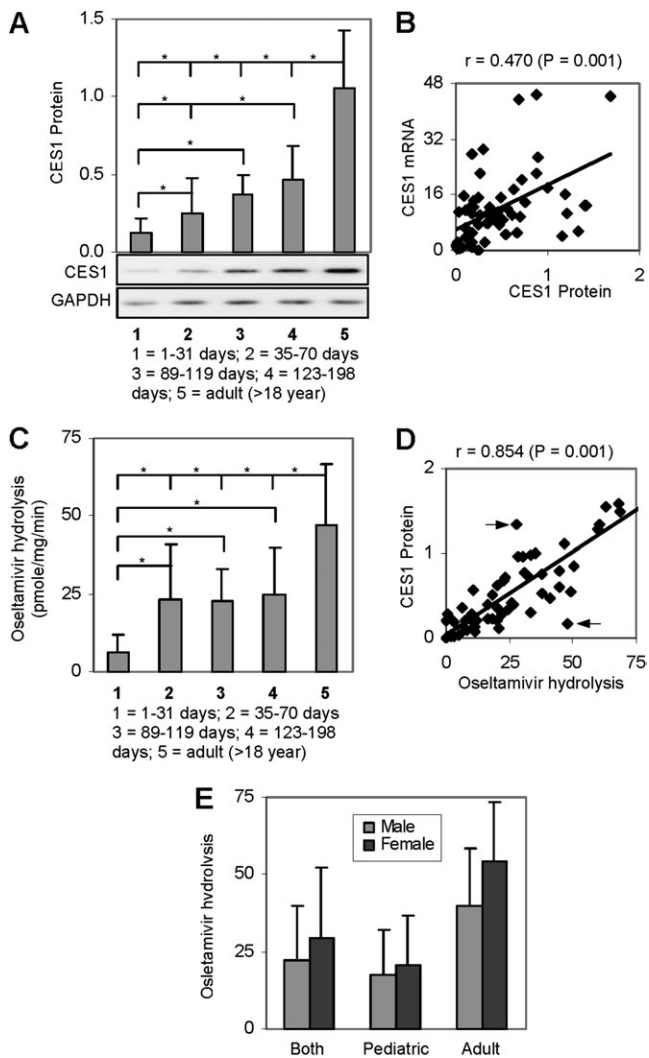 A
CES1 Protein
1.5
1.0
0.5
0.0
* * * *
* *
*
*
CES1
GAPDH
1 2 3 4 5
1 = 1-31 days; 2 = 35-70 days
3 = 89-119 days; 4 = 123-198
days; 5 = adult (>18 year)
B
r = 0.470 (P = 0.001)
CES1 mRNA
48
32
16
0
0 1 2
CES1 Protein
C
Oseltamivir hydrolysis
(pmole/mg/min)
75
50
25
0
* * * *
*
*
*
1 2 3 4 5
1 = 1-31 days; 2 = 35-70 days
3 = 89-119 days; 4 = 123-198
days; 5 = adult (>18 year)
D
r = 0.854 (P = 0.001)
CES1 Protein
2
1
0
0 25 50 75
Oseltamivir hydrolysis
E
Osletamivir hydrolysis
75
50
25
0
Male
Female
Both Pediatric Adult